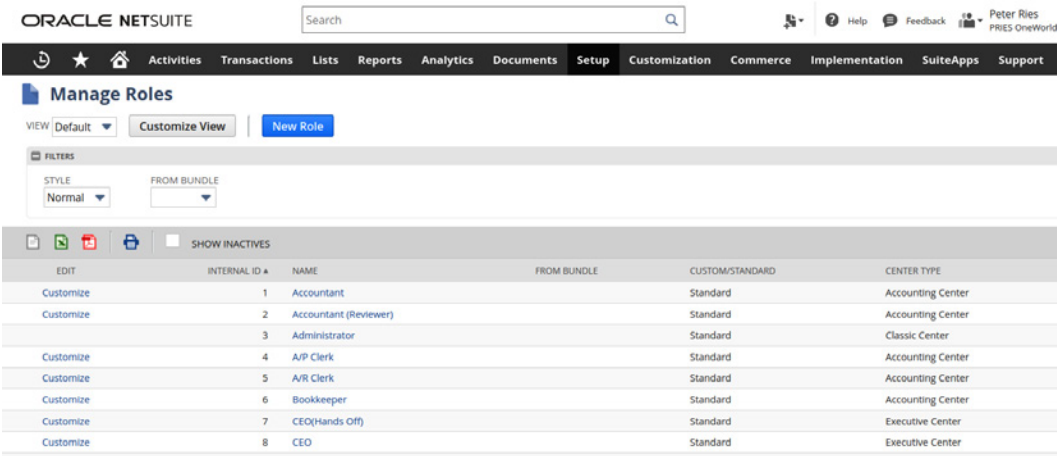 ORACLE NETSUITE Search Help Feedback Peter Ries
PRIES OneWorld
Activities Transactions Lists Reports Analytics Documents Setup Customization Commerce Implementation SuiteApps Support
Manage Roles
VIEW Default Customize View New Role
FILTERS
STYLE FROM BUNDLE
Normal
SHOW INACTIVES
EDIT INTERNAL ID NAME FROM BUNDLE CUSTOM/STANDARD CENTER TYPE
Customize 1 Accountant Standard Accounting Center
Customize 2 Accountant (Reviewer) Standard Accounting Center
3 Administrator Standard Classic Center
Customize 4 A/P Clerk Standard Accounting Center
Customize 5 A/R Clerk Standard Accounting Center
Customize 6 Bookkeeper Standard Accounting Center
Customize 7 CEO(Hands Off) Standard Executive Center
Customize 8 CEO Standard Executive Center